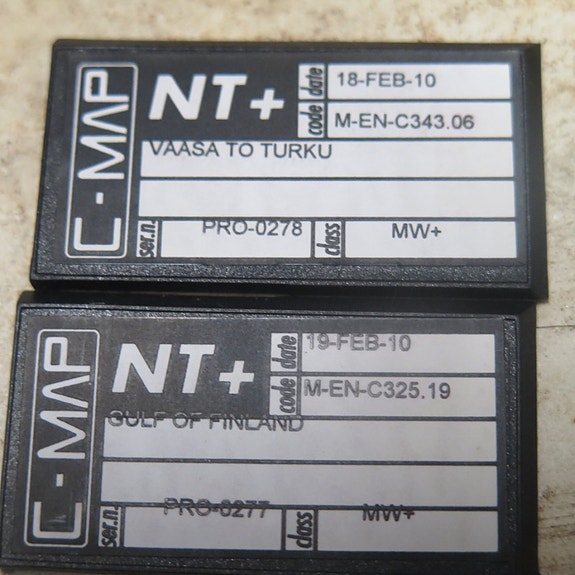 C-MAP
NT+
date 18-FEB-10
code M-EN-C343.06
VAASA TO TURKU
ser.n. PRO-0278 class MW+
C-MAP
NT+
date 19-FEB-10
code M-EN-C325.19
GULF OF FINLAND
ser.n. PRO-0277 class MW+